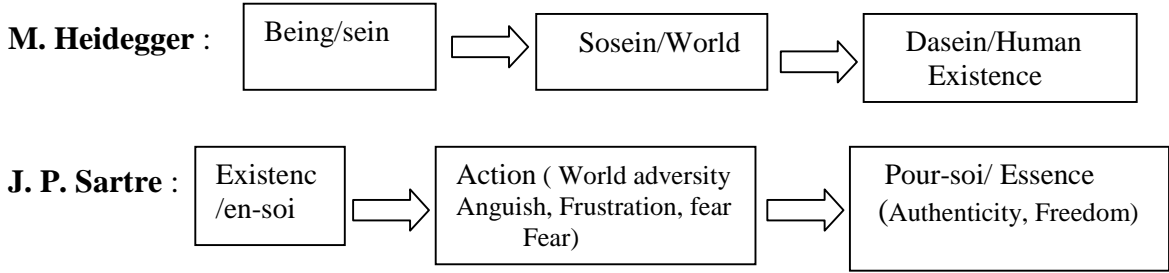 M. Heidegger :
Being/sein
Sosein/World
Dasein/Human
Existence
J. P. Sartre :
Existenc
/en-soi
Action ( World adversity
Anguish, Frustration, fear
Fear)
Pour-soi/ Essence
(Authenticity, Freedom)